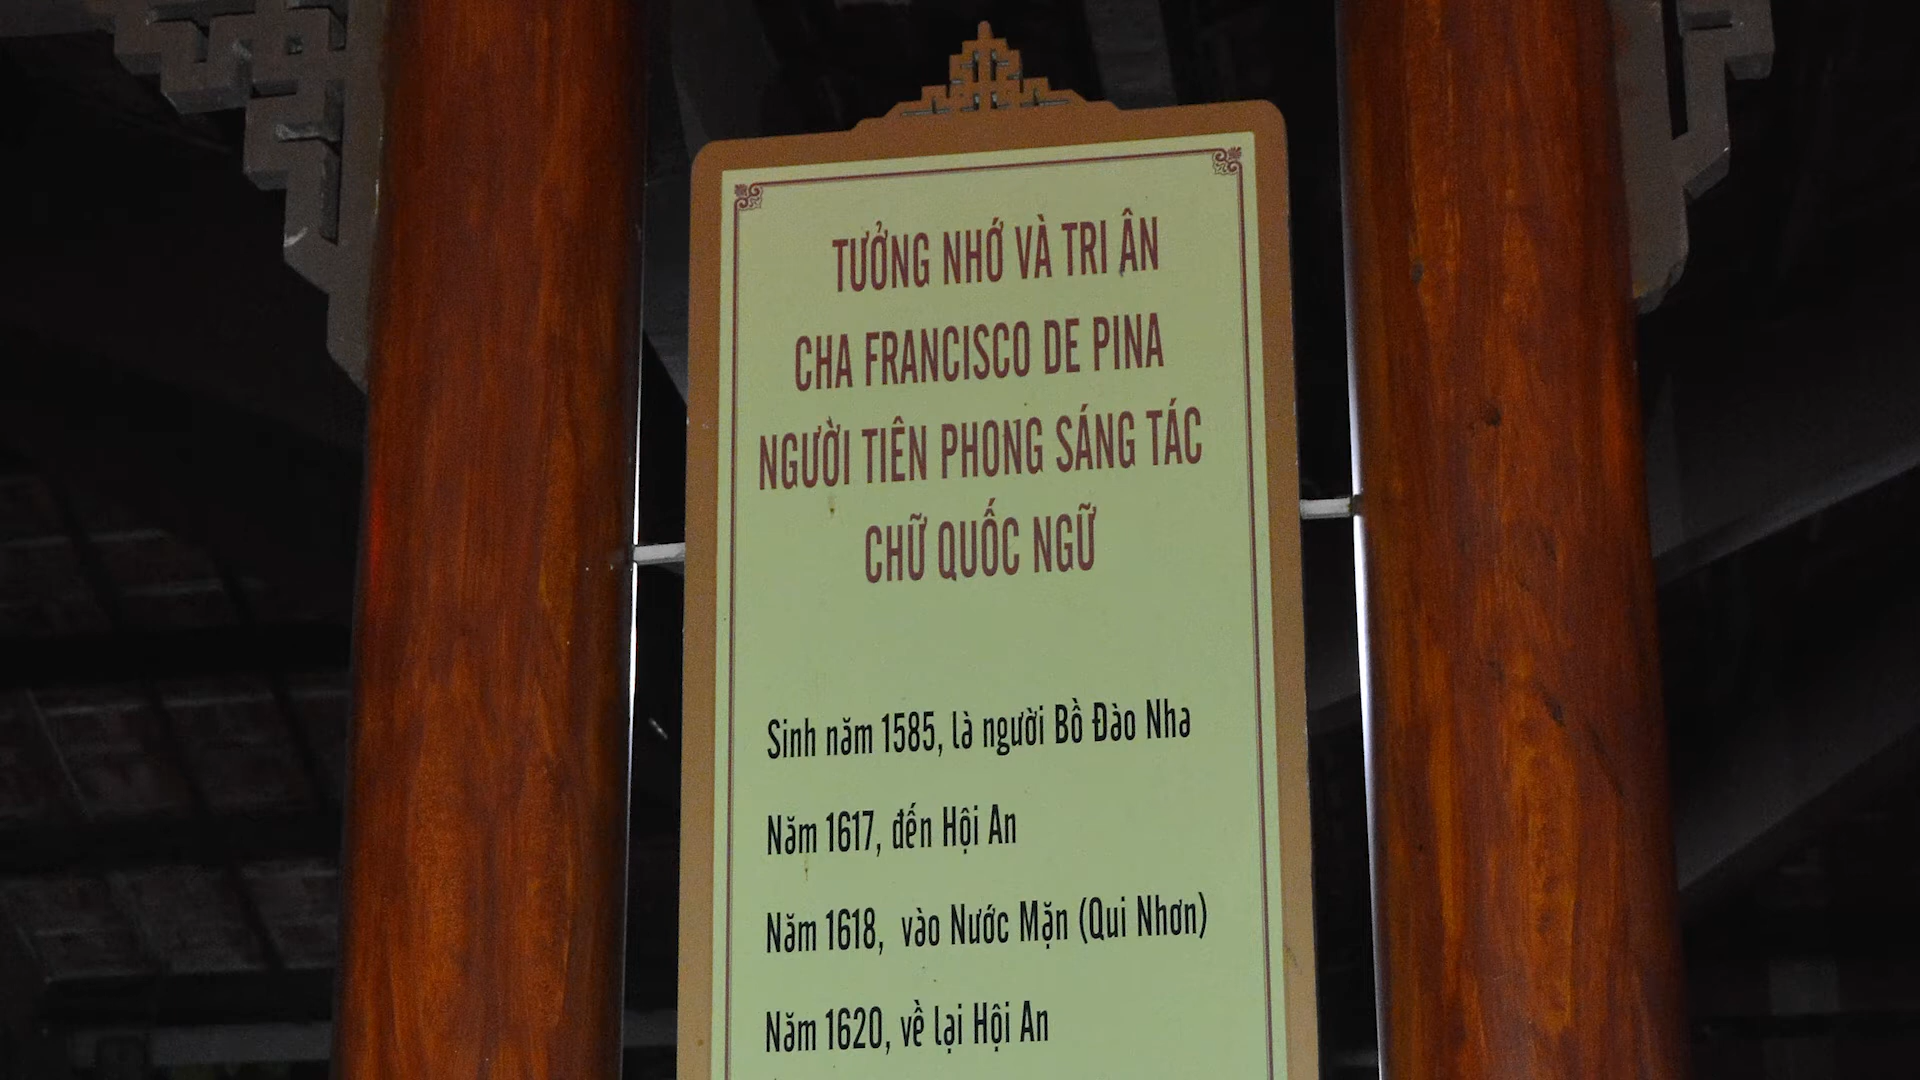 TƯỞNG NHỚ VÀ TRI ÂN
CHA FRANCISCO DE PINA
NGƯỜI TIÊN PHONG SÁNG TÁC
CHỮ QUỐC NGỮ
Sinh năm 1585, là người Bồ Đào Nha
Năm 1617, đến Hội An
Năm 1618, vào Nước Mặn (Qui Nhơn)
Năm 1620, về lại Hội An